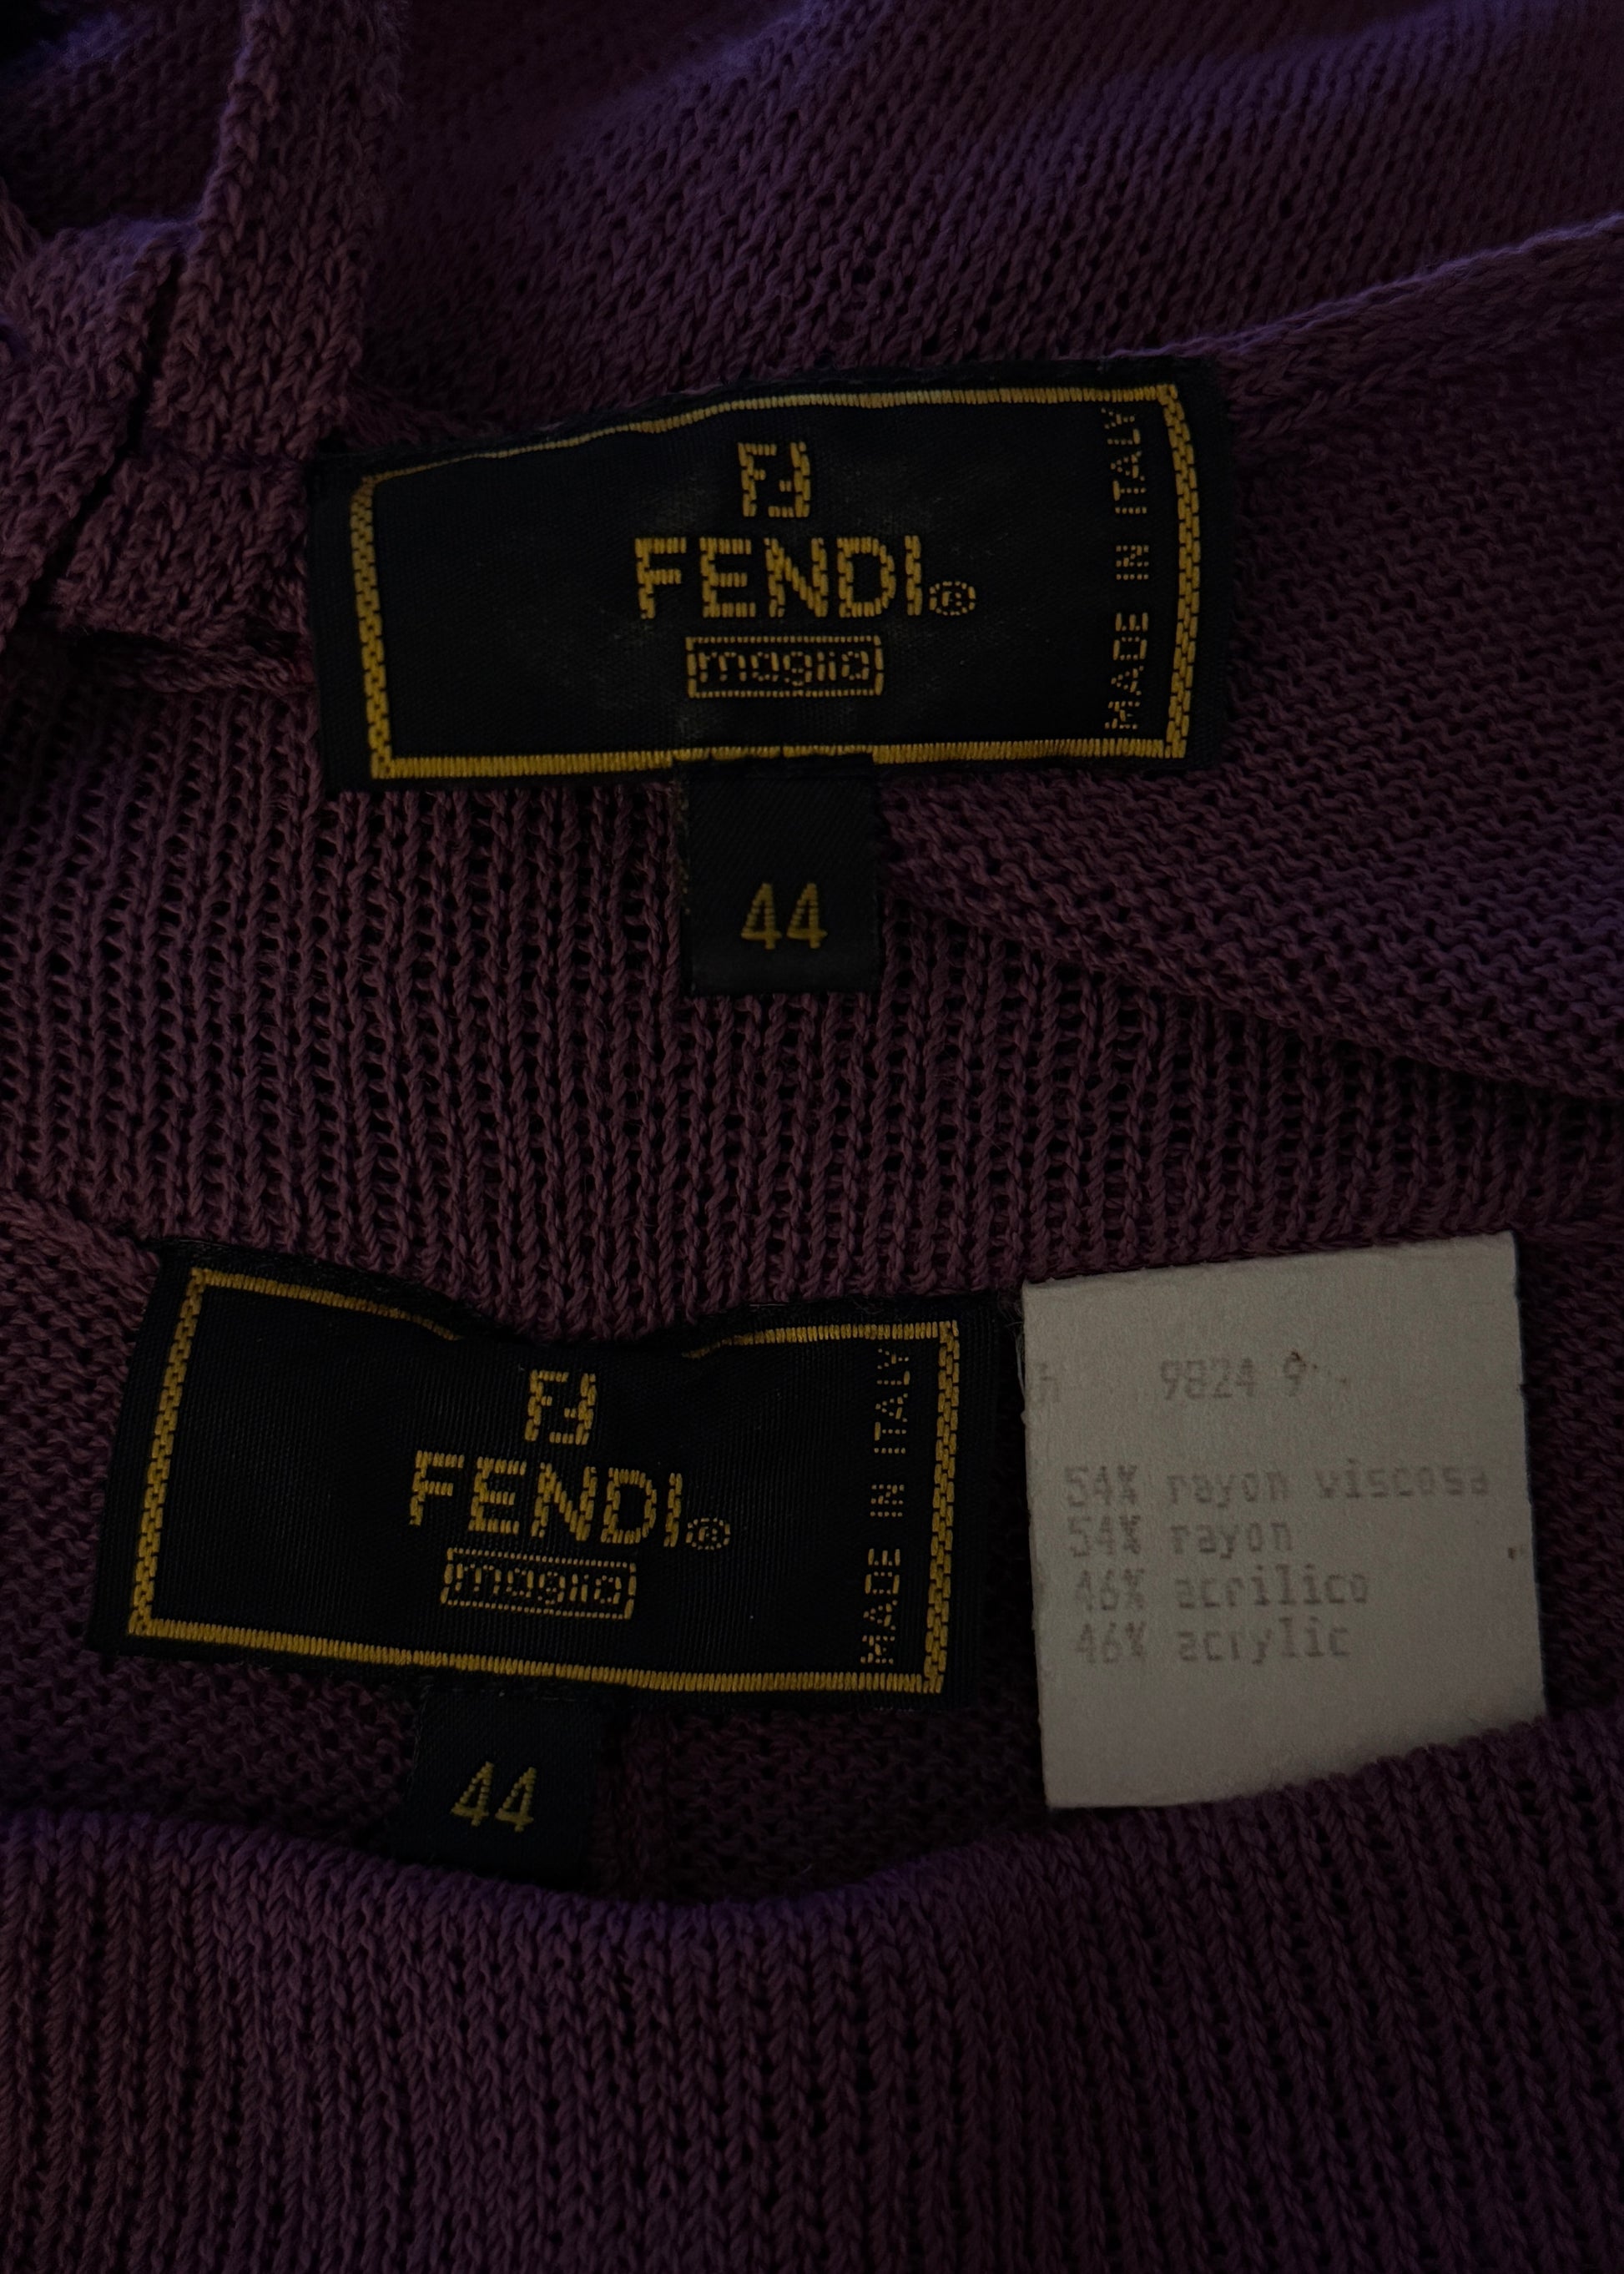 FF
FENDI®
maglia
MADE IN ITALY
44
FF
FENDI®
maglia
MADE IN ITALY
44
9824 9
54% rayon viscosa
54% rayon
46% acrilico
46% acrylic